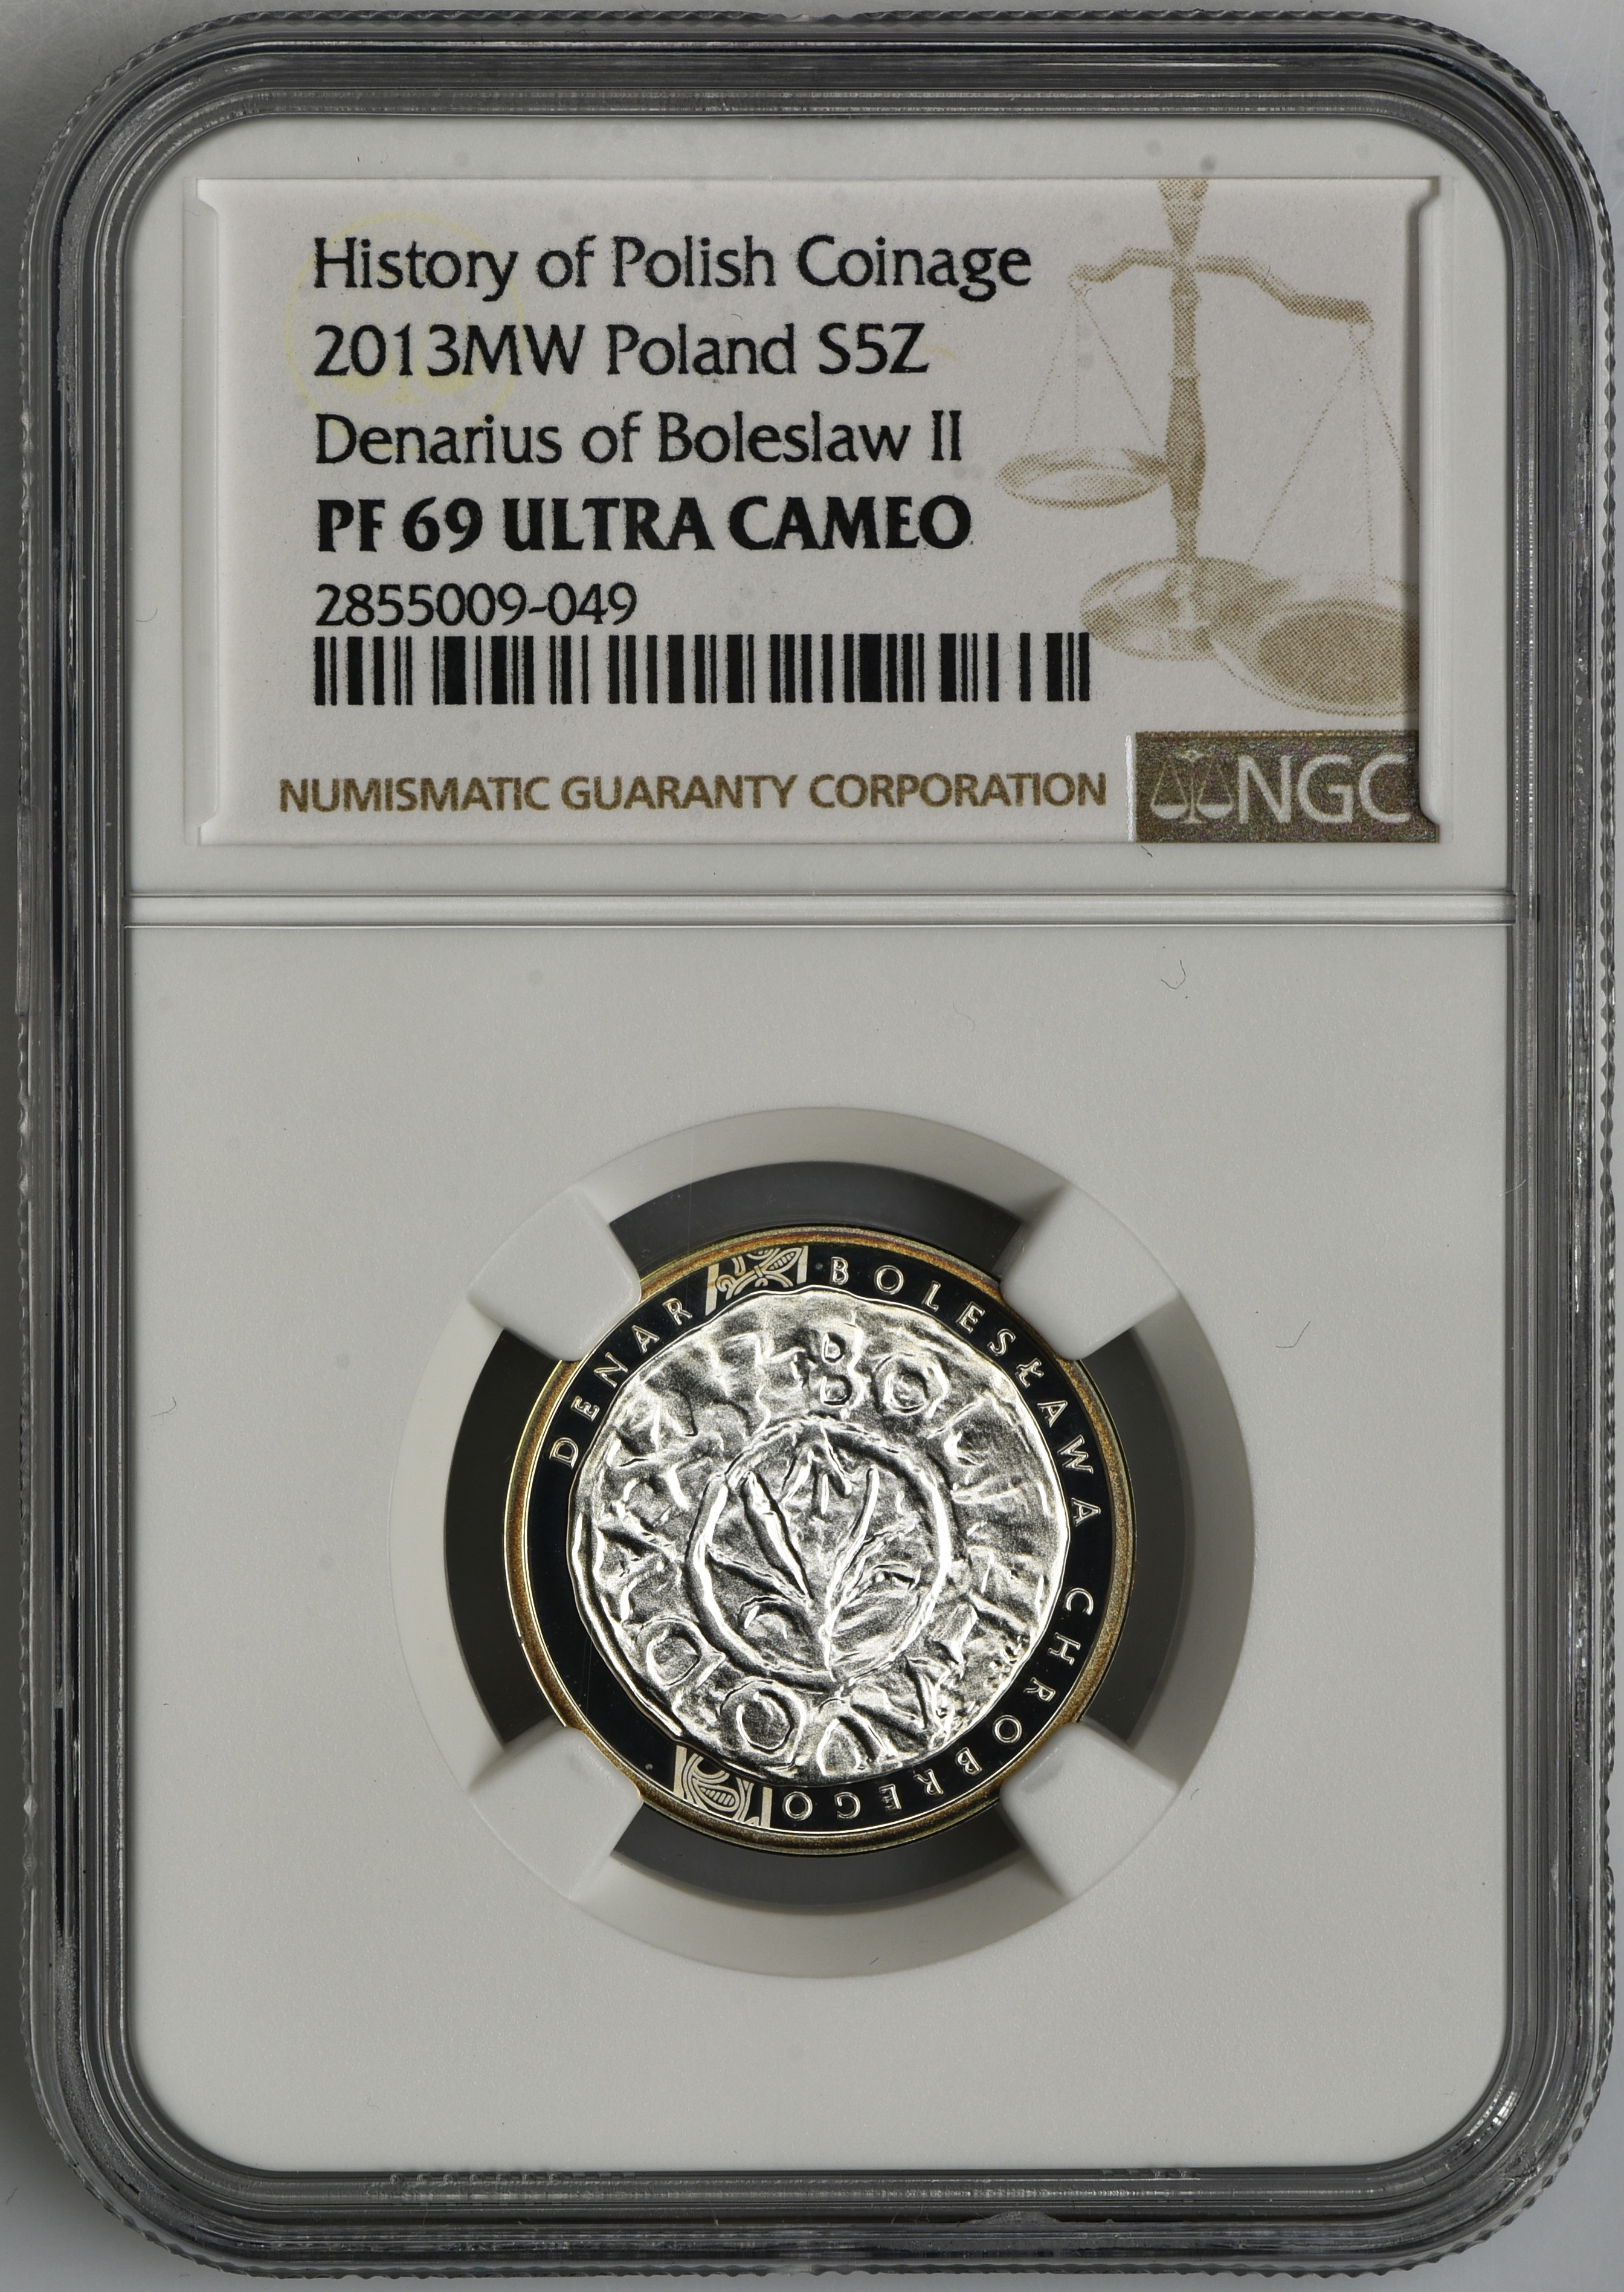 History of Polish Coinage
2013MW Poland S5Z
Denarius of Boleslaw II
PF 69 ULTRA CAMEO
2855009-049
NUMISMATIC GUARANTY CORPORATION
NGC
DENAR BOLESŁAWA CHROBREGO